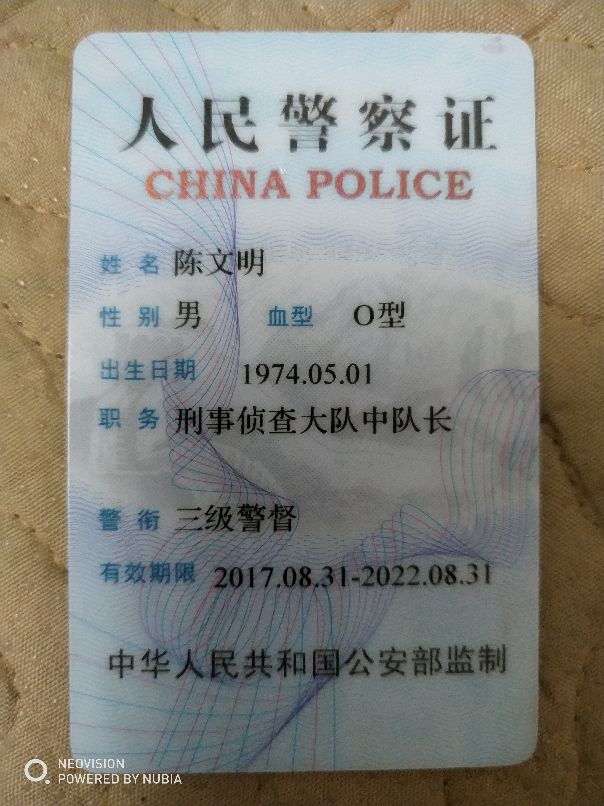 人民警察证
CHINA POLICE
姓名 陈文明
性别 男 血型 O型
出生日期 1974.05.01
职务 刑事侦查大队中队长
警衔 三级警督
有效期限 2017.08.31-2022.08.31
中华人民共和国公安部监制
NEOVISION
POWERED BY NUBIA